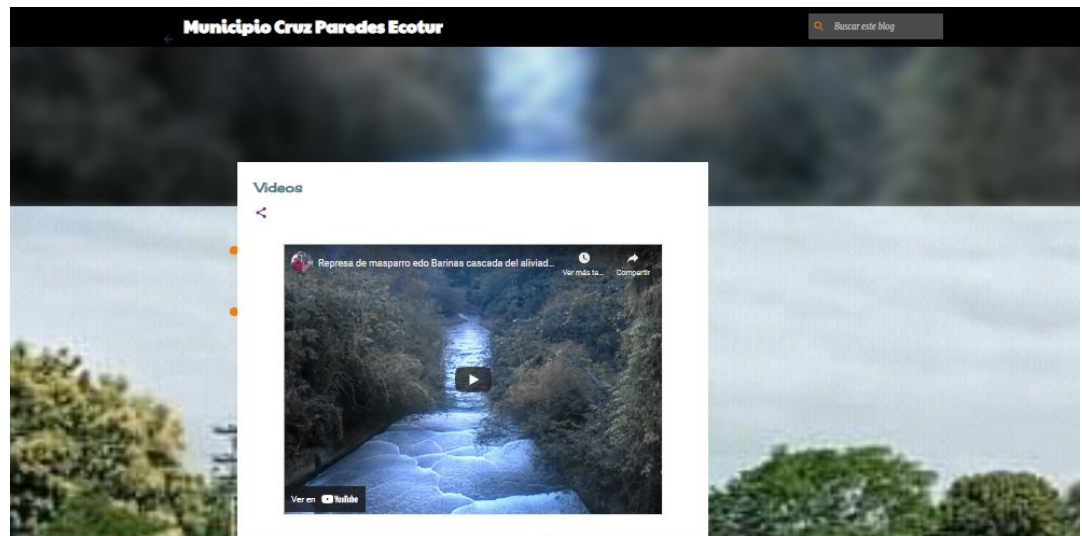 Municipio Cruz Paredes Ecotur
Buscar este blog
Videos
Represa de masparro edo Barinas cascada del aliviad...
Ver más ta...
Compartir
Ver en YouTube